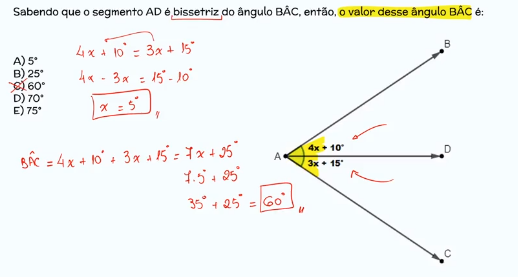 Sabendo que o segmento AD é bissetriz do ângulo BÂC, então, o valor desse ângulo BÂC é:
A) 5°
B) 25°
C) 60°
D) 70°
E) 75°
4x + 10° = 3x + 15°
4x - 3x = 15° - 10°
x = 5°,
BÂC = 4x + 10° + 3x + 15° = 7x + 25°
7.5° + 25°
35° + 25° = 60°,,
B
A
4x + 10°
3x + 15°
D
C